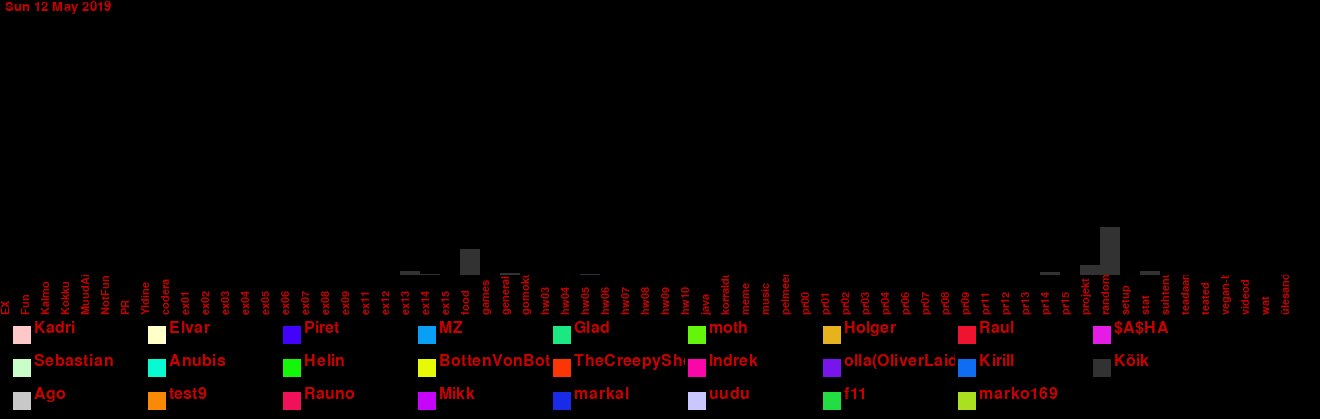 Sun 12 May 2019
EX
Fun
Kalmo
Kokku
MuudAi
NotFun
PR
Yldine
codera
ex01
ex02
ex03
ex04
ex05
ex06
ex07
ex08
ex09
ex11
ex12
ex13
ex14
ex15
food
games
general
gomoku
hw03
hw04
hw05
hw06
hw07
hw08
hw09
hw10
java
korraldu
meme
music
pelmeen
pr00
pr01
pr02
pr03
pr04
pr06
pr07
pr08
pr09
pr11
pr12
pr13
pr14
pr15
projekt
random
setup
stat
suhtenu
teadaan
teated
vegan-t
videod
wat
ülesand
Kadri Elvar Piret MZ Glad moth Holger Raul $A$HA
Sebastian Anubis Helin BottenVonBot TheCreepySh Indrek olla(OliverLaid Kirill Kõik
Ago test9 Rauno Mikk markal uudu f11 marko169